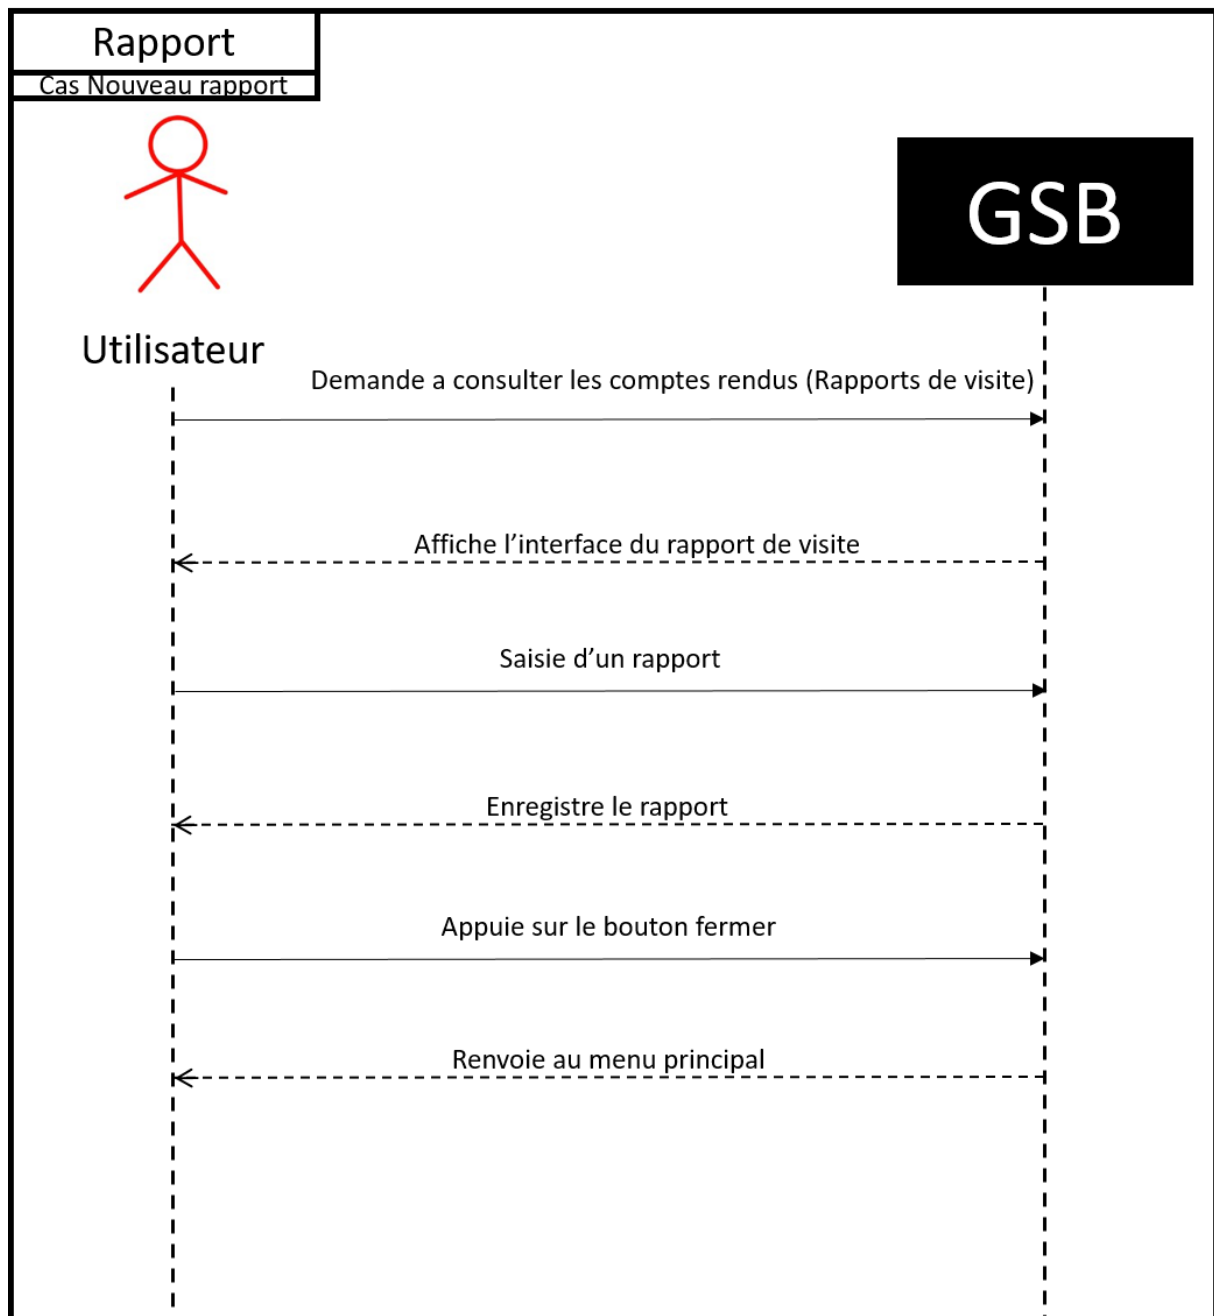 Rapport
Cas Nouveau rapport
GSB
Utilisateur
Demande a consulter les comptes rendus (Rapports de visite)
Affiche l’interface du rapport de visite
Saisie d’un rapport
Enregistre le rapport
Appuie sur le bouton fermer
Renvoie au menu principal